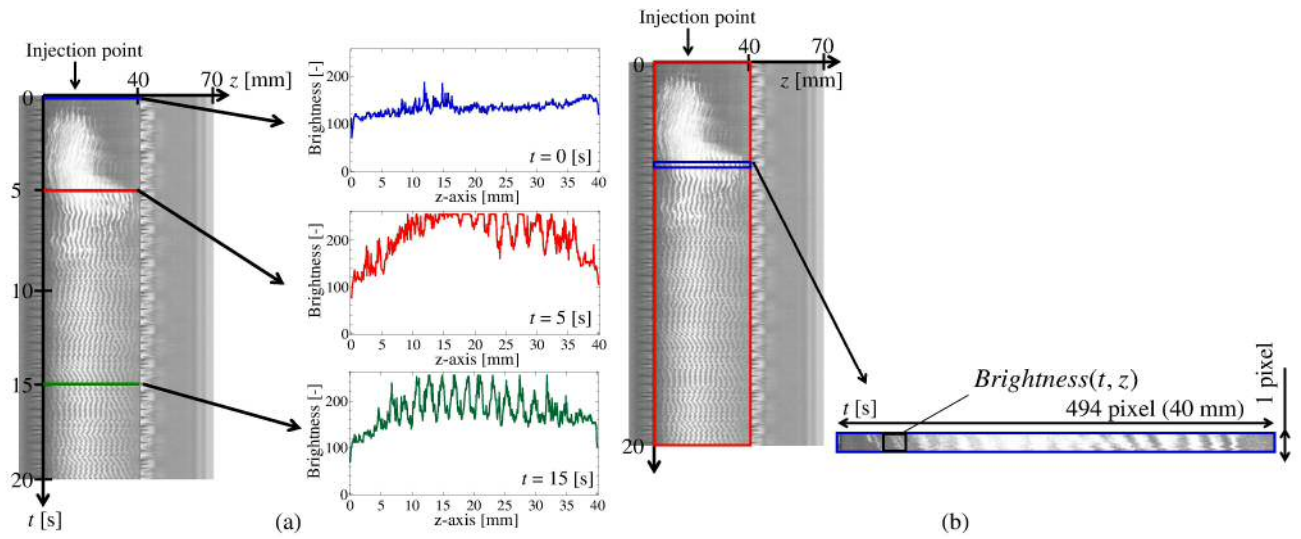 Injection point
40
70
z [mm]
0
5
10
15
20
t [s]
(a)
Brightness [-]
200
100
0
t = 0 [s]
0 5 10 15 20 25 30 35 40
z-axis [mm]
Brightness [-]
200
100
0
t = 5 [s]
0 5 10 15 20 25 30 35 40
z-axis [mm]
Brightness [-]
200
100
0
t = 15 [s]
0 5 10 15 20 25 30 35 40
z-axis [mm]
Injection point
40
70
0
z [mm]
20
Brightness(t, z)
t [s]
494 pixel (40 mm)
1 pixel
(b)